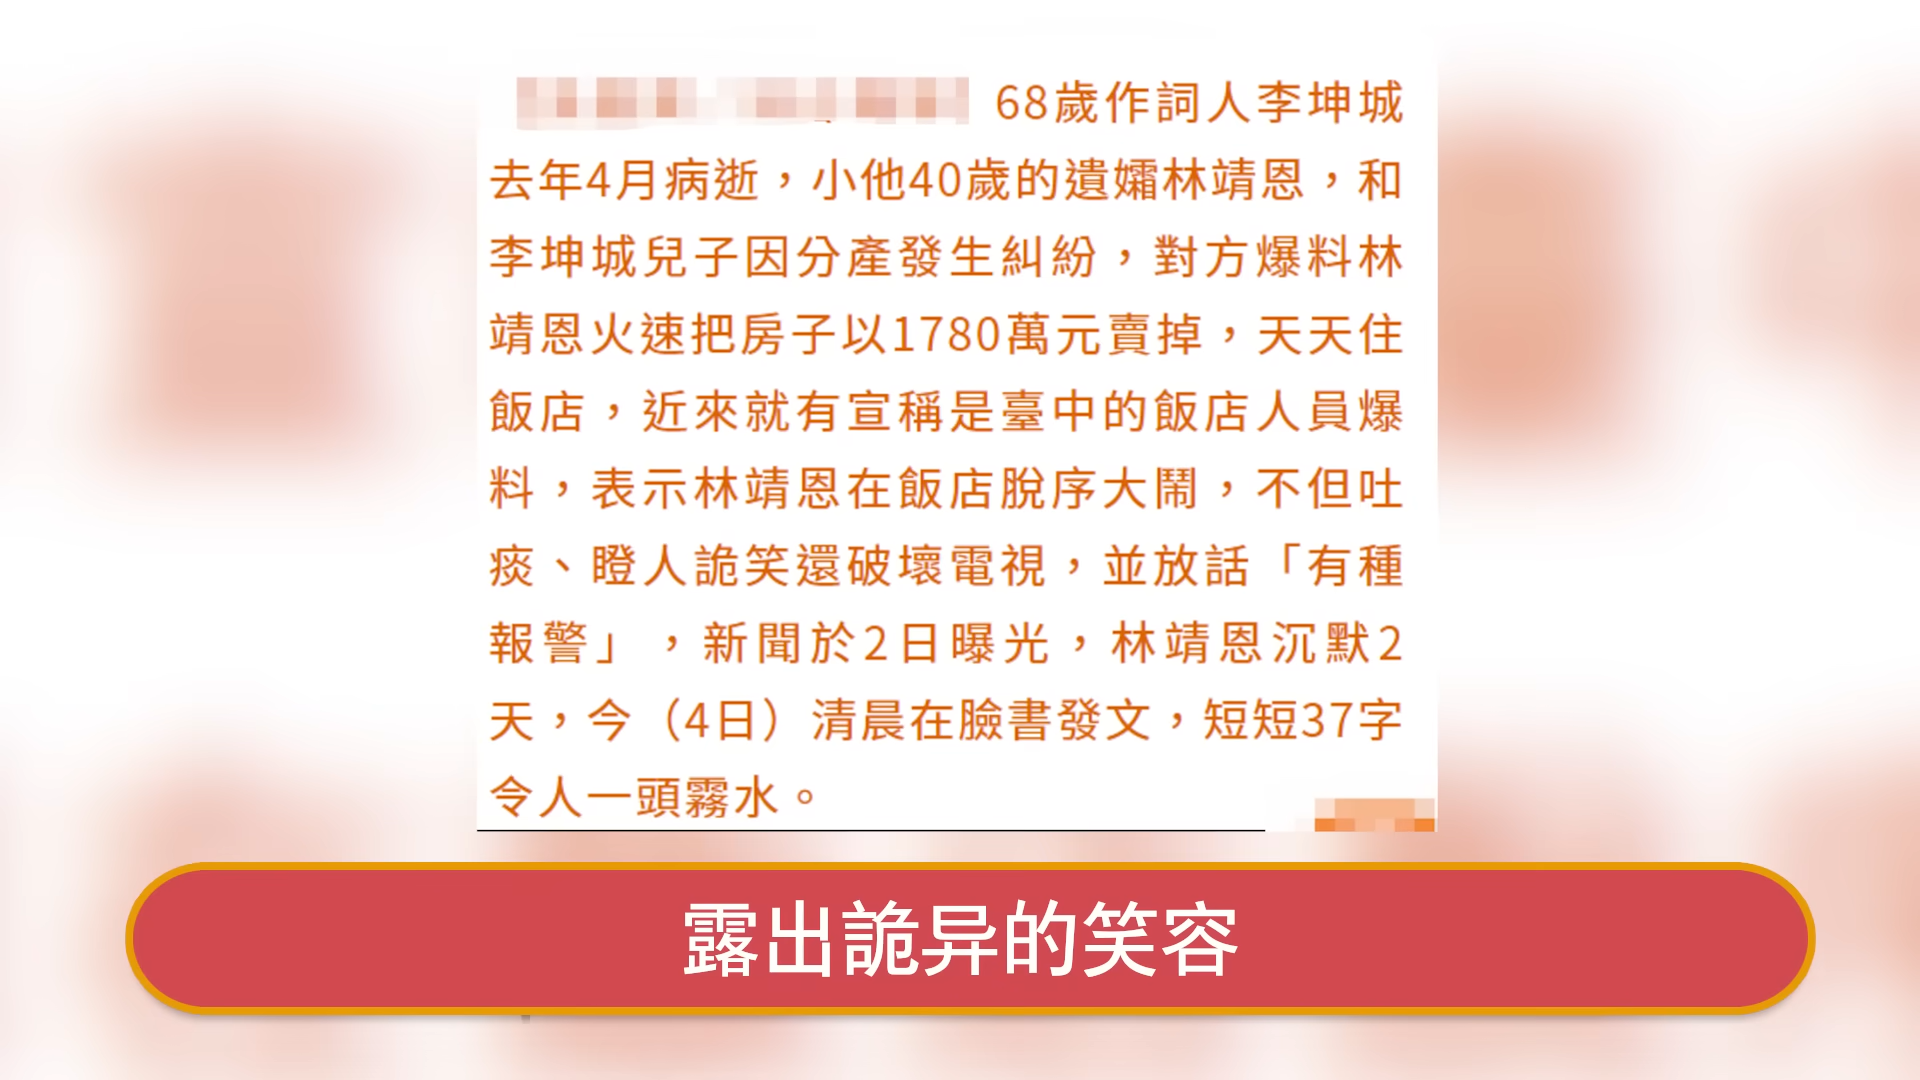 68歲作詞人李坤城
去年4月病逝，小他40歲的遺孀林靖恩，和
李坤城兒子因分產發生糾紛，對方爆料林
靖恩火速把房子以1780萬元賣掉，天天住
飯店，近來就有宣稱是臺中的飯店人員爆
料，表示林靖恩在飯店脫序大鬧，不但吐
痰、瞪人詭笑還破壞電視，並放話「有種
報警」，新聞於2日曝光，林靖恩沉默2
天，今（4日）清晨在臉書發文，短短37字
令人一頭霧水。
露出詭异的笑容